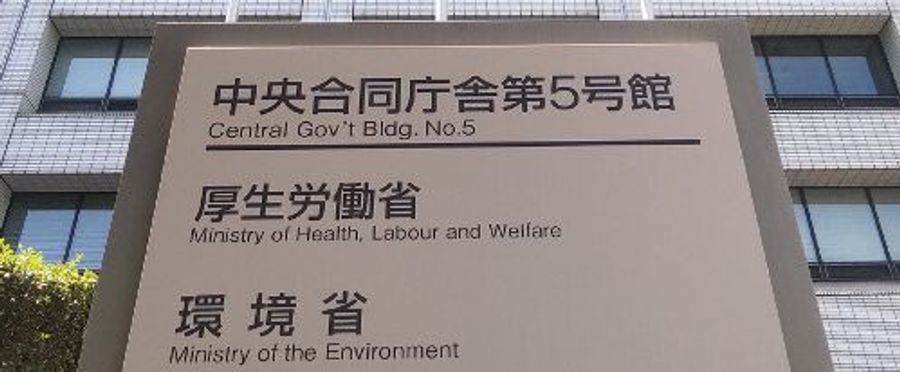 中央合同庁舎第5号館
Central Gov't Bldg. No.5
厚生労働省
Ministry of Health, Labour and Welfare
環境省
Ministry of the Environment